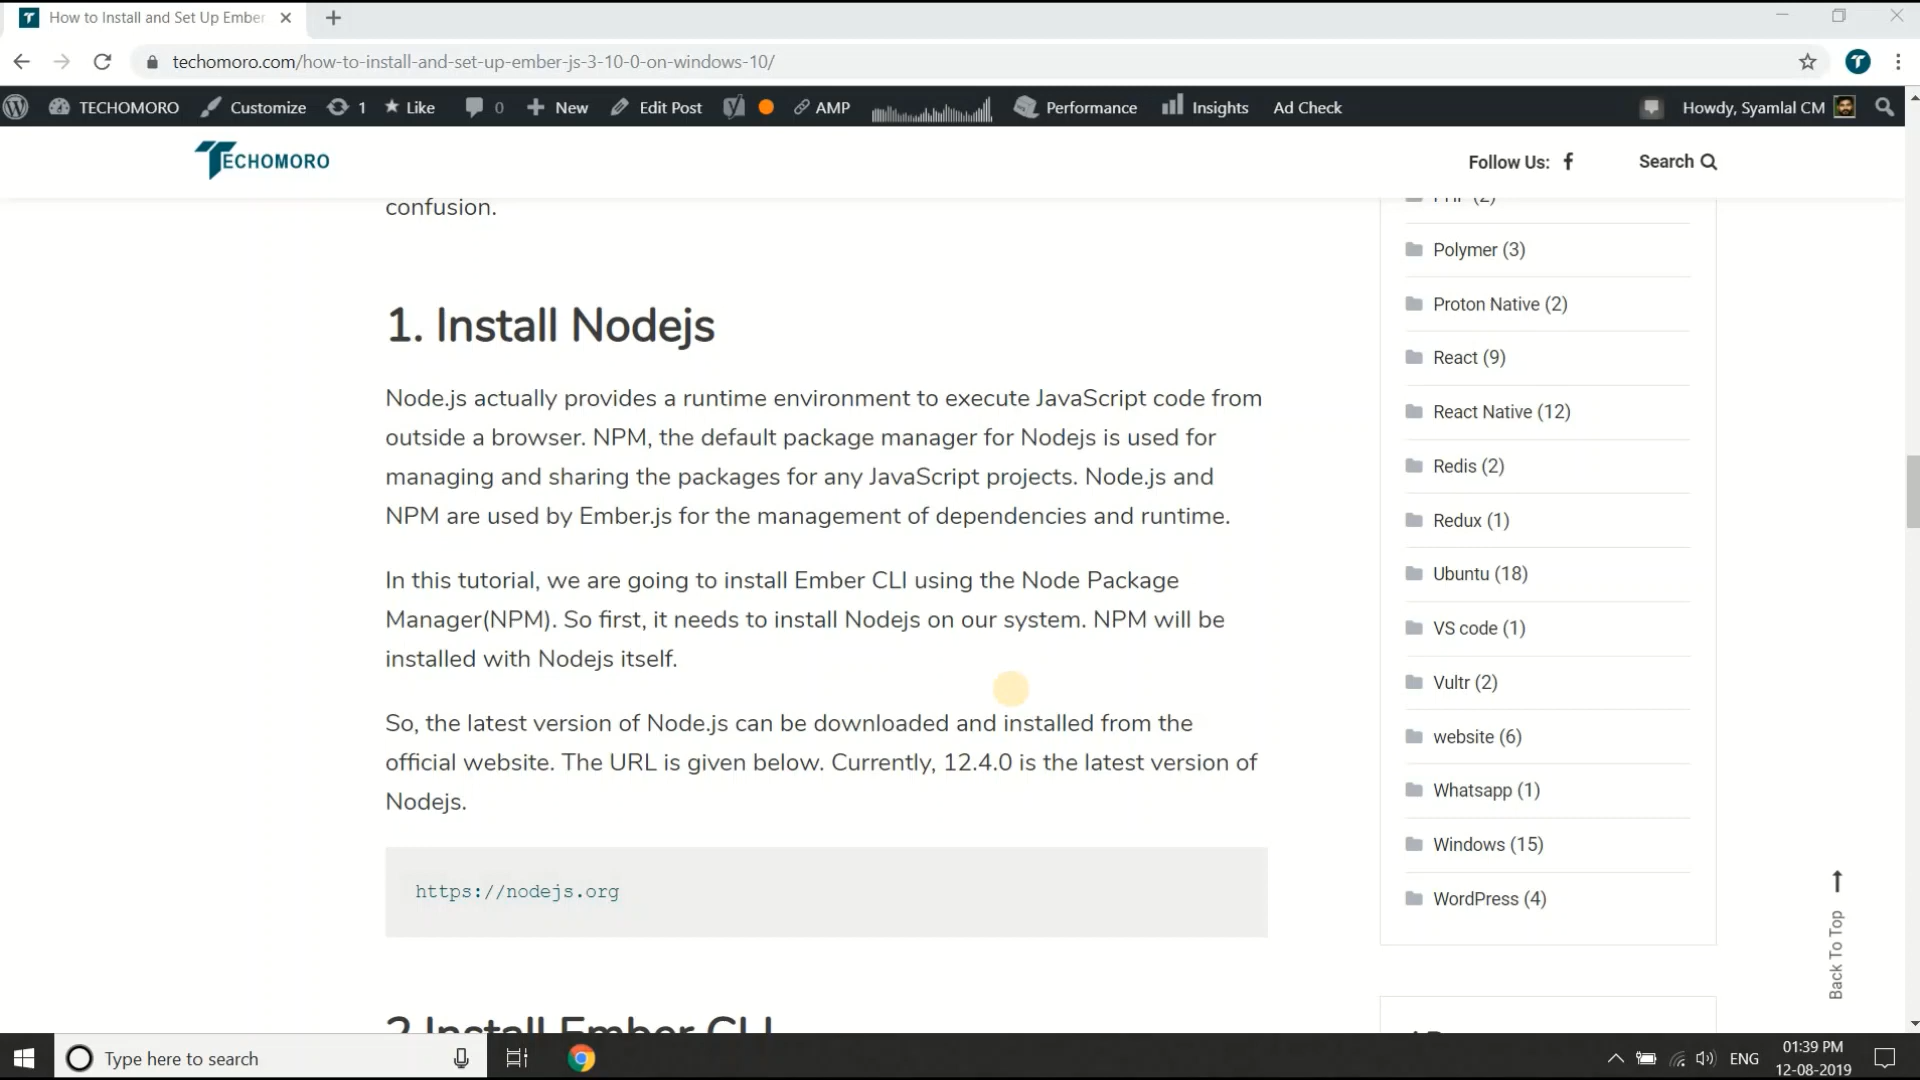 How to Install and Set Up Ember
techomoro.com/how-to-install-and-set-up-ember-js-3-10-0-on-windows-10/
TECHOMORO Customize 1 Like 0 New Edit Post AMP Performance Insights Ad Check Howdy, Syamlal CM
TECHOMORO
Follow Us:
Search
confusion.
1. Install Nodejs
Node.js actually provides a runtime environment to execute JavaScript code from
outside a browser. NPM, the default package manager for Nodejs is used for
managing and sharing the packages for any JavaScript projects. Node.js and
NPM are used by Ember.js for the management of dependencies and runtime.
In this tutorial, we are going to install Ember CLI using the Node Package
Manager(NPM). So first, it needs to install Nodejs on our system. NPM will be
installed with Nodejs itself.
So, the latest version of Node.js can be downloaded and installed from the
official website. The URL is given below. Currently, 12.4.0 is the latest version of
Nodejs.
https://nodejs.org
2.Install Ember CLI
PHP (2)
Polymer (3)
Proton Native (2)
React (9)
React Native (12)
Redis (2)
Redux (1)
Ubuntu (18)
VS code (1)
Vultr (2)
website (6)
Whatsapp (1)
Windows (15)
WordPress (4)
Back To Top
Type here to search
ENG
01:39 PM
12-08-2019